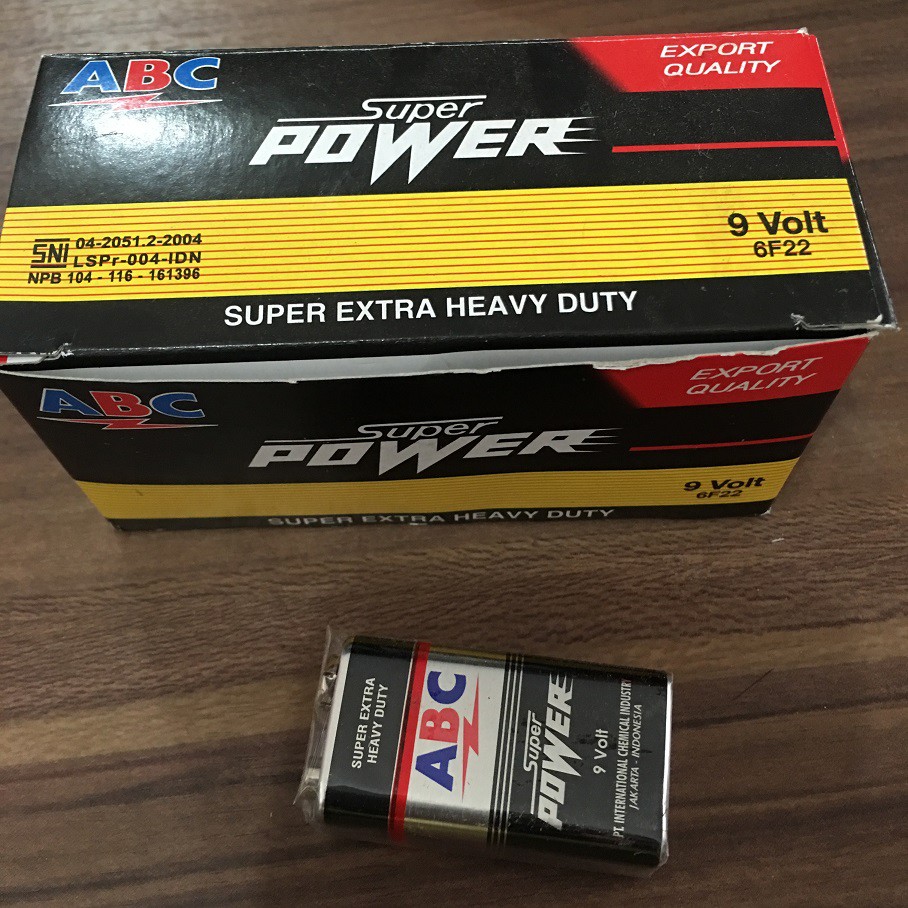 ABC
EXPORT
QUALITY
Super
POWER
SNI 04-2051.2-2004
LSPr-004-IDN
NPB 104 - 116 - 161396
9 Volt
6F22
SUPER EXTRA HEAVY DUTY
ABC
EXPORT
QUALITY
Super
POWER
9 Volt
6F22
SUPER EXTRA HEAVY DUTY
SUPER EXTRA
HEAVY DUTY
ABC
Super
POWER
9 Volt
PT. INTERNATIONAL CHEMICAL INDUSTRY
JAKARTA - INDONESIA